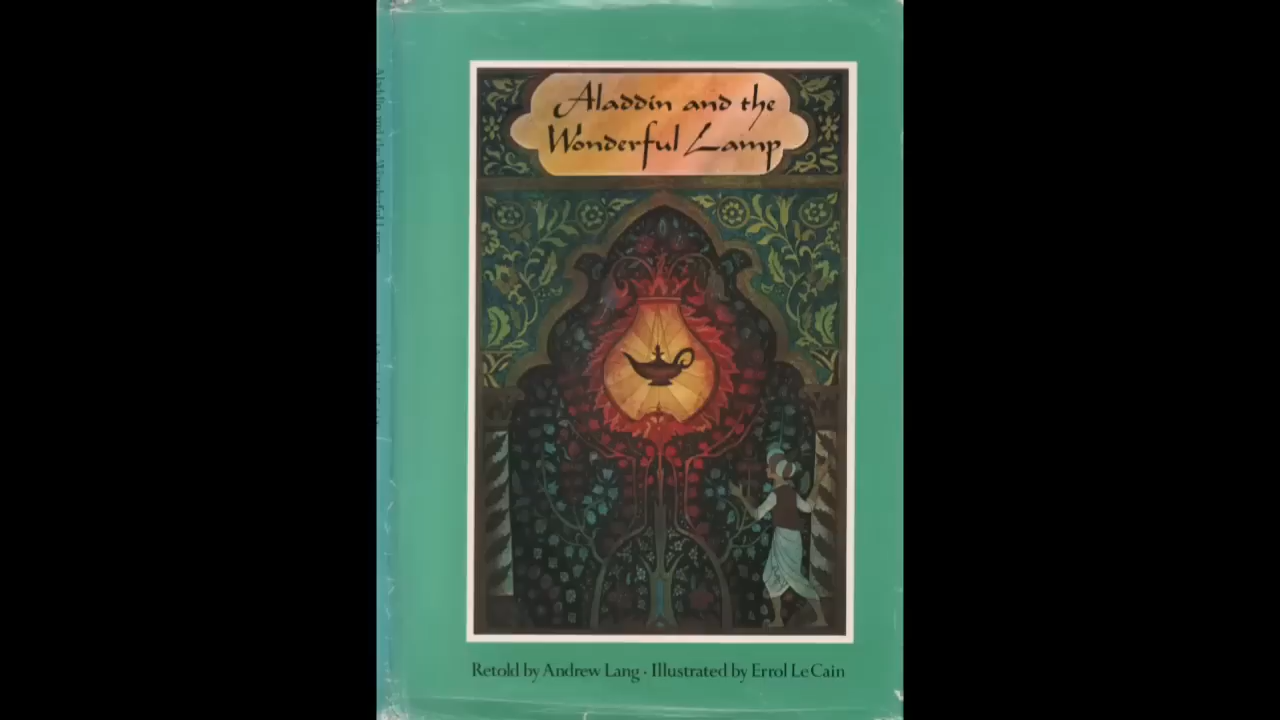 Aladdin and the
Wonderful Lamp
Retold by Andrew Lang · Illustrated by Errol Le Cain